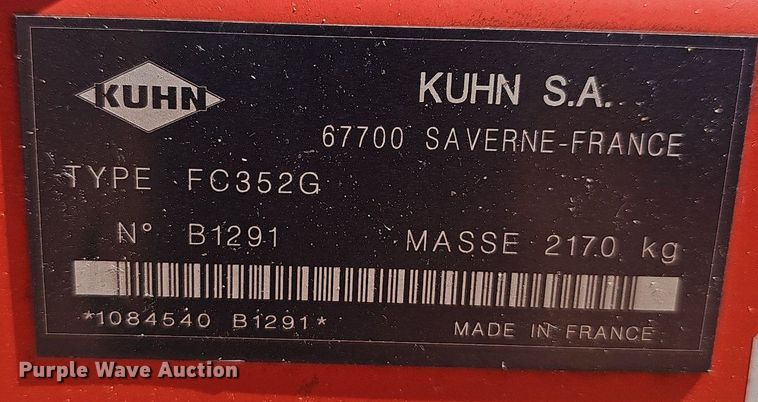 KUHN
KUHN S.A.
67700 SAVERNE-FRANCE
TYPE FC352G
N° B1291 MASSE 2170 kg
*1084540 B1291*
MADE IN FRANCE
Purple Wave Auction